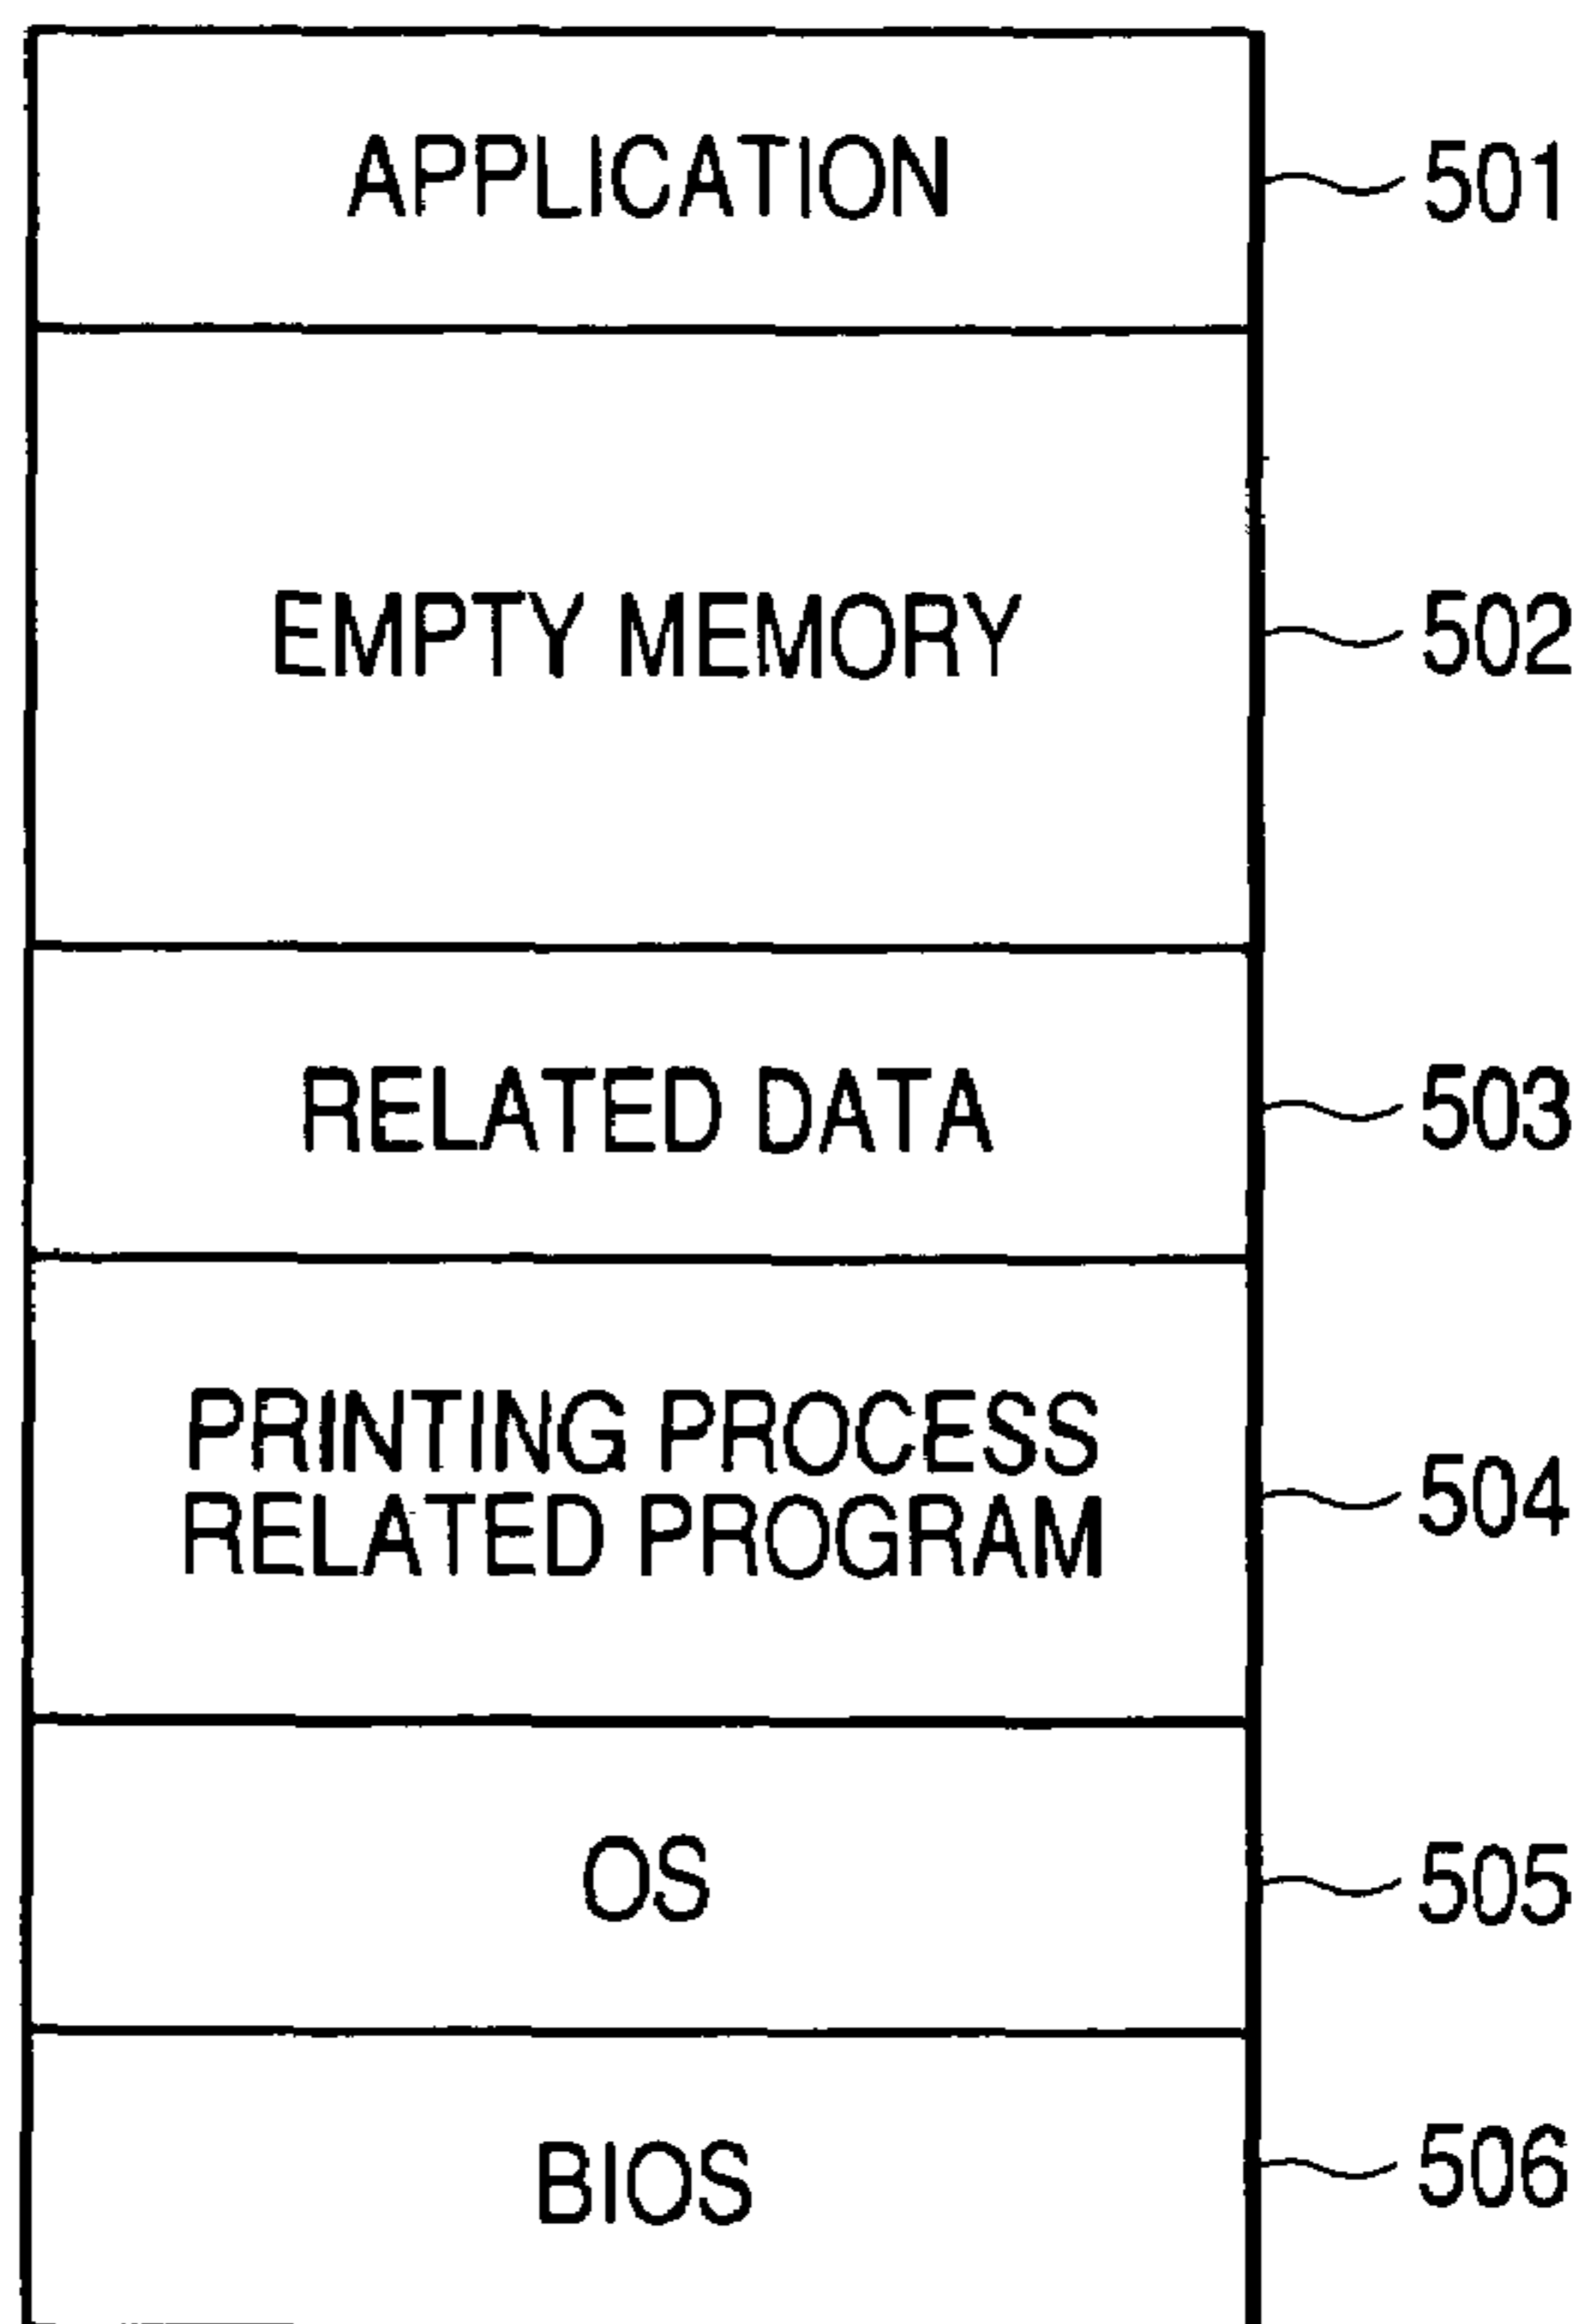 APPLICATION 501
EMPTY MEMORY 502
RELATED DATA 503
PRINTING PROCESS
RELATED PROGRAM 504
OS 505
BIOS 506